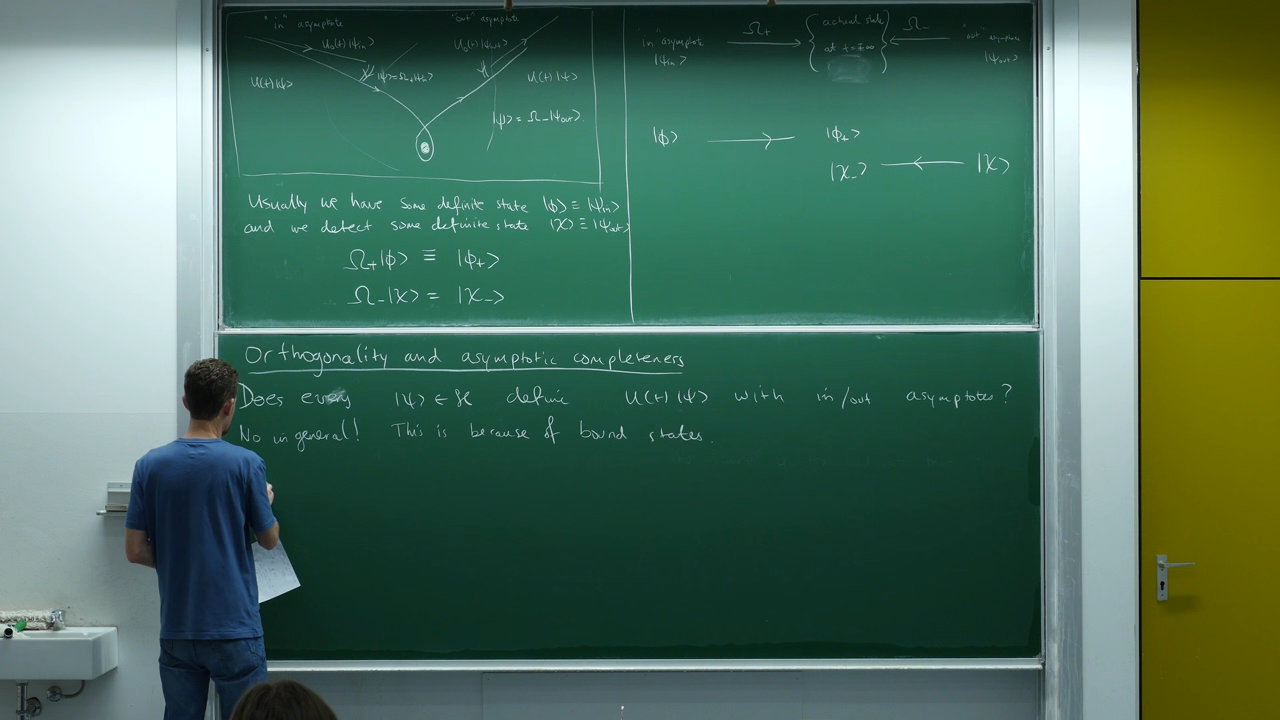 "in" asymptote
"out" asymptote
U₀(t)|ψin⟩
U₀(t)|ψout⟩
|ψ⟩=Ω₊|ψin⟩
U(t)|ψ⟩
U(t)|ψ⟩
|ψ⟩ = Ω₋|ψout⟩
Usually we have some definite state |ϕ⟩ ≡ |ψin⟩
and we detect some definite state |χ⟩ ≡ |ψout⟩
Ω₊|ϕ⟩ ≡ |ϕ₊⟩
Ω₋|χ⟩ = |χ₋⟩
"in" asymptote
|ψin⟩
Ω₊
{actual state
at t=±∞}
Ω₋
"out" asymptote
|ψout⟩
|ϕ⟩ → |ϕ₊⟩
|χ₋⟩ ← |χ⟩
Orthogonality and asymptotic completeness
Does every |ψ⟩ ∈ ℋ define U(t)|ψ⟩ with in/out asymptotes?
No in general! This is because of bound states.